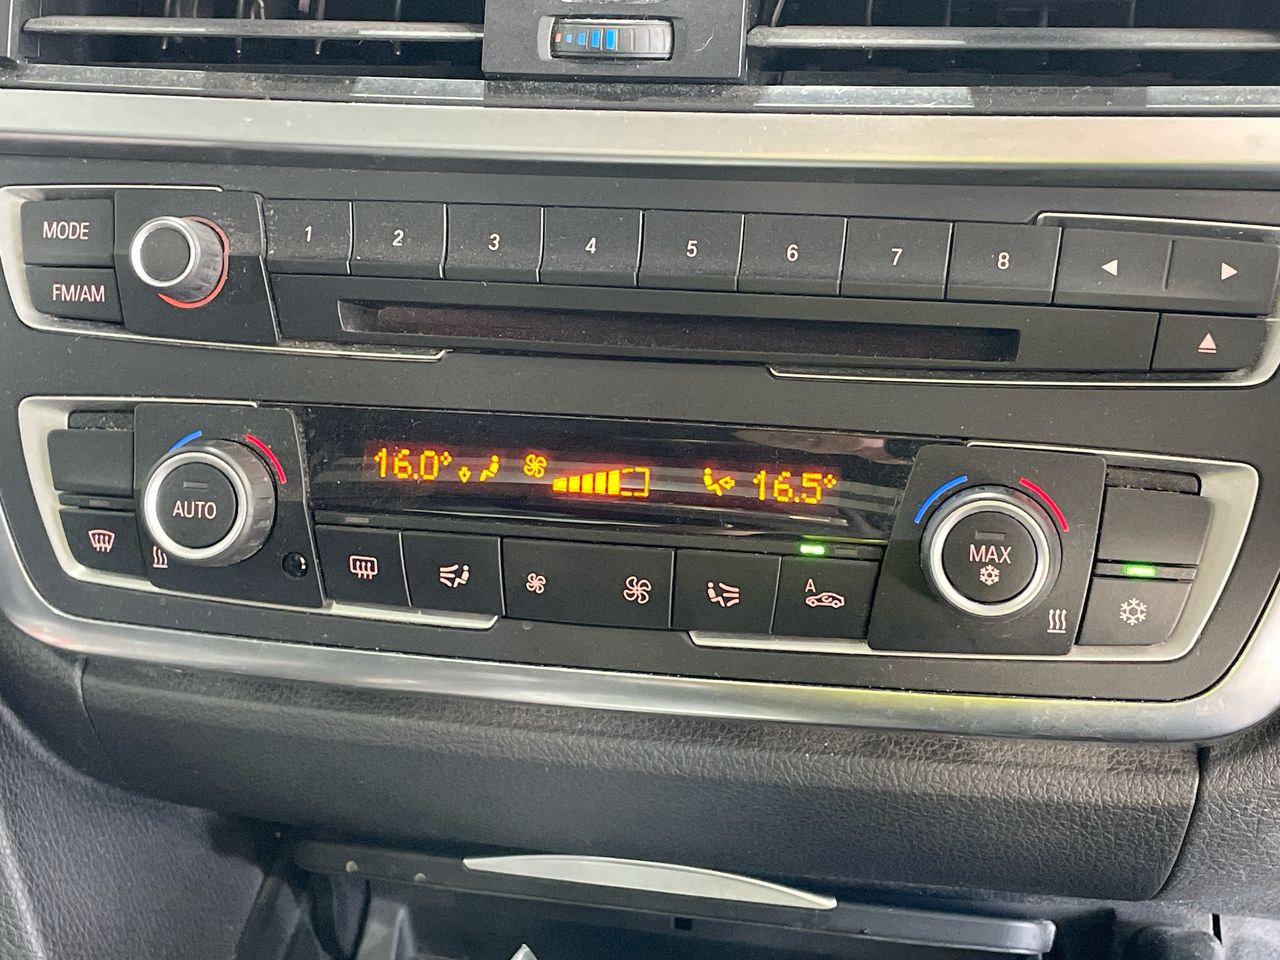 MODE
1 2 3 4 5 6 7 8
FM/AM
16.0° 16.5°
AUTO
MAX
A